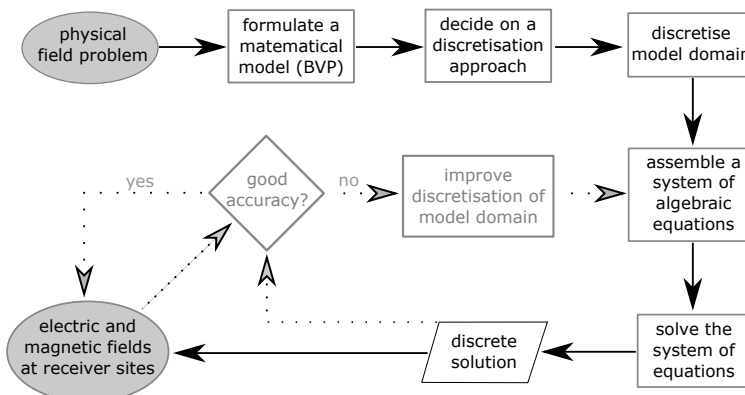 physical
field problem
formulate a
matematical
model (BVP)
decide on a
discretisation
approach
discretise
model domain
yes
good
accuracy?
no
improve
discretisation of
model domain
assemble a
system of
algebraic
equations
electric and
magnetic fields
at receiver sites
discrete
solution
solve the
system of
equations